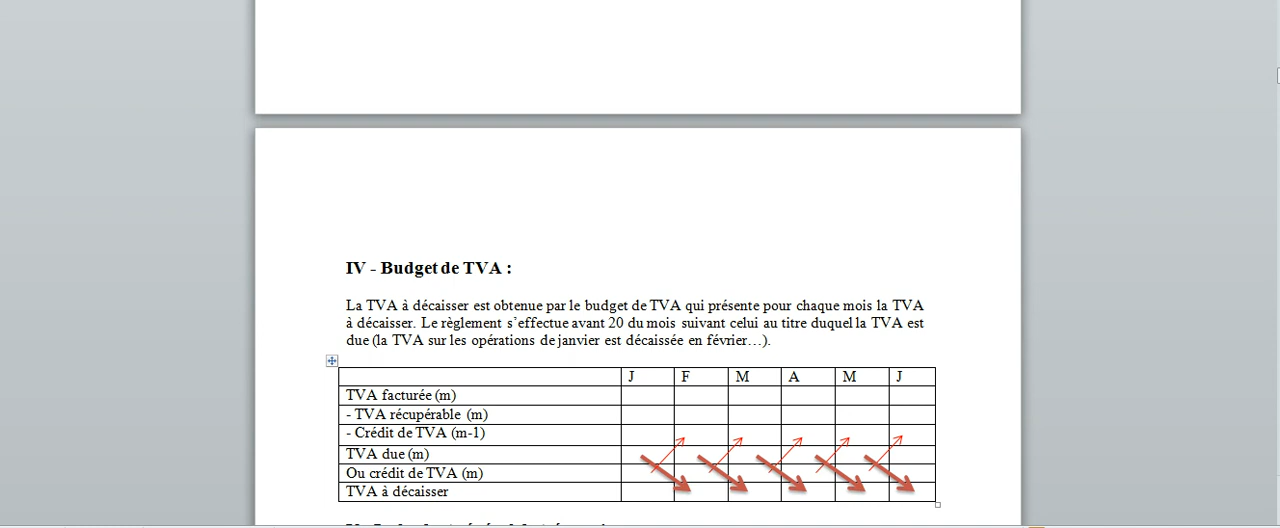 IV - Budget de TVA :
La TVA à décaisser est obtenue par le budget de TVA qui présente pour chaque mois la TVA
à décaisser. Le règlement s’effectue avant 20 du mois suivant celui au titre duquel la TVA est
due (la TVA sur les opérations de janvier est décaissée en février…).
J F M A M J
TVA facturée (m)
- TVA récupérable (m)
- Crédit de TVA (m-1)
TVA due (m)
Ou crédit de TVA (m)
TVA à décaisser